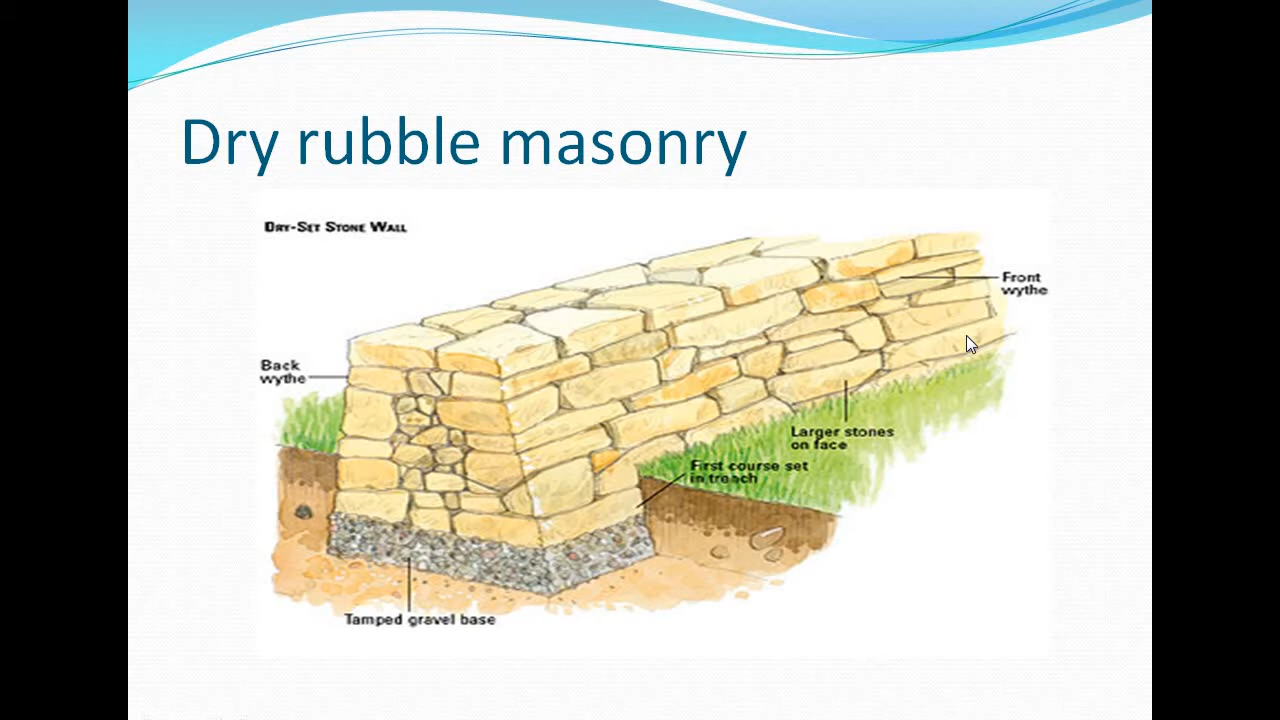 Dry rubble masonry
DRY-SET STONE WALL
Front
wythe
Back
wythe
Larger stones
on face
First course set
in trench
Tamped gravel base